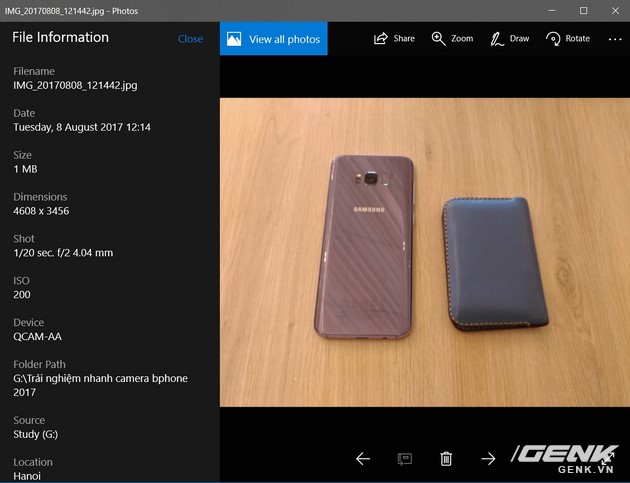 IMG_20170808_121442.jpg - Photos
File Information
Close
View all photos
Share
Zoom
Draw
Rotate
Filename
IMG_20170808_121442.jpg
Date
Tuesday, 8 August 2017 12:14
Size
1 MB
Dimensions
4608 x 3456
Shot
1/20 sec. f/2 4.04 mm
ISO
200
Device
QCAM-AA
Folder Path
G:\Trải nghiệm nhanh camera bphone
2017
Source
Study (G:)
Location
Hanoi
SAMSUNG
GENK
GENK.VN